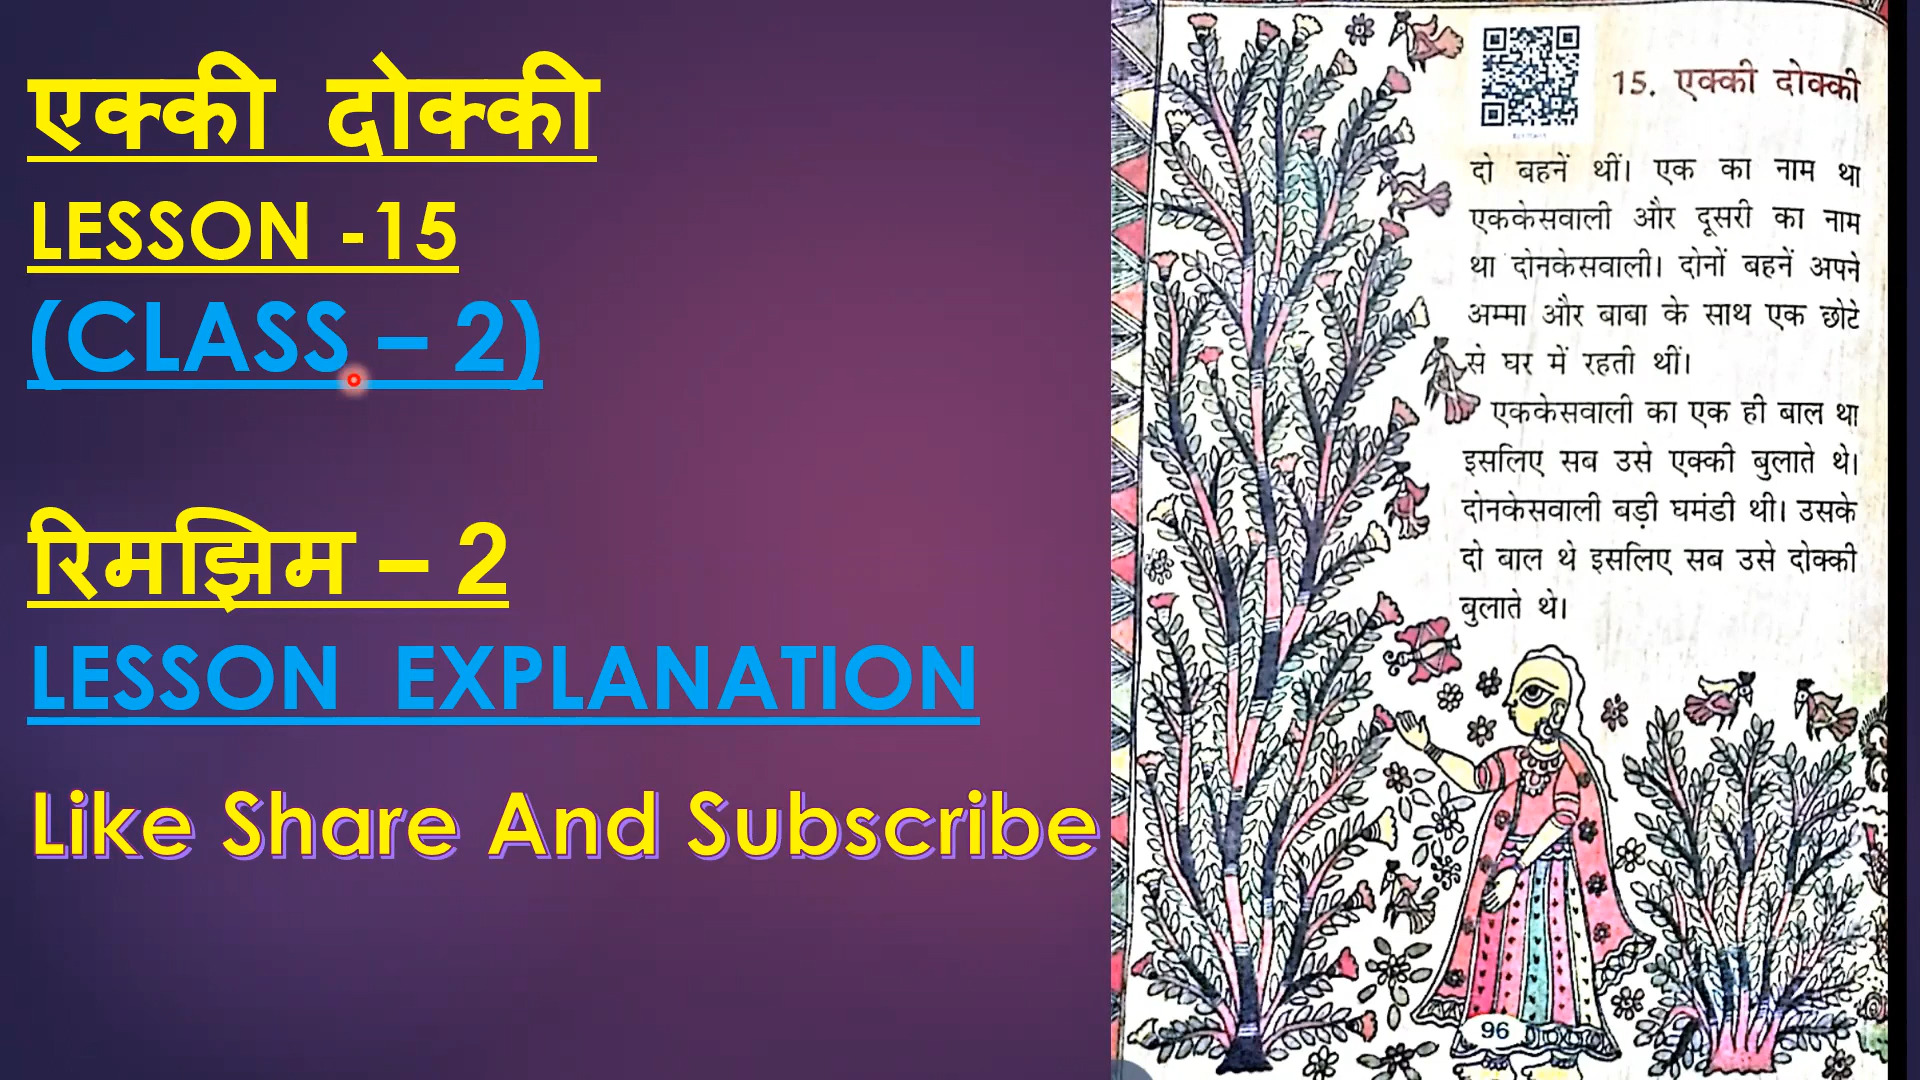 एक्की दोक्की
LESSON -15
(CLASS – 2)
रिमझिम – 2
LESSON EXPLANATION
Like Share And Subscribe
15. एक्की दोक्की
दो बहनें थीं। एक का नाम था
एककेसवाली और दूसरी का नाम
था दोनकेसवाली। दोनों बहनें अपने
अम्मा और बाबा के साथ एक छोटे
से घर में रहती थीं।
एककेसवाली का एक ही बाल था
इसलिए सब उसे एक्की बुलाते थे।
दोनकेसवाली बड़ी घमंडी थी। उसके
दो बाल थे इसलिए सब उसे दोक्की
बुलाते थे।
96